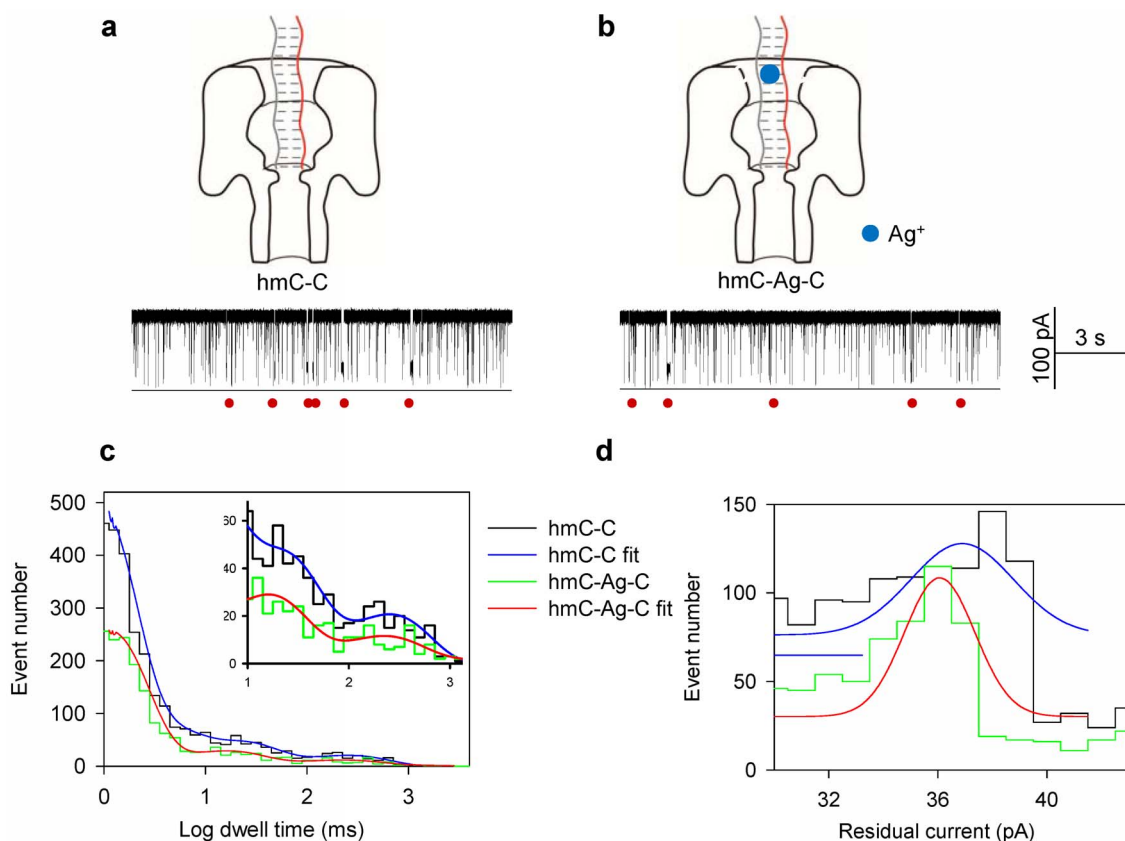 a
b
Ag⁺
hmC-C
hmC-Ag-C
100 pA
3 s
c
d
500
400
300
200
100
0
Event number
0 1 2 3
Log dwell time (ms)
60
40
20
0
1 2 3
hmC-C
hmC-C fit
hmC-Ag-C
hmC-Ag-C fit
150
100
50
0
Event number
32 36 40
Residual current (pA)